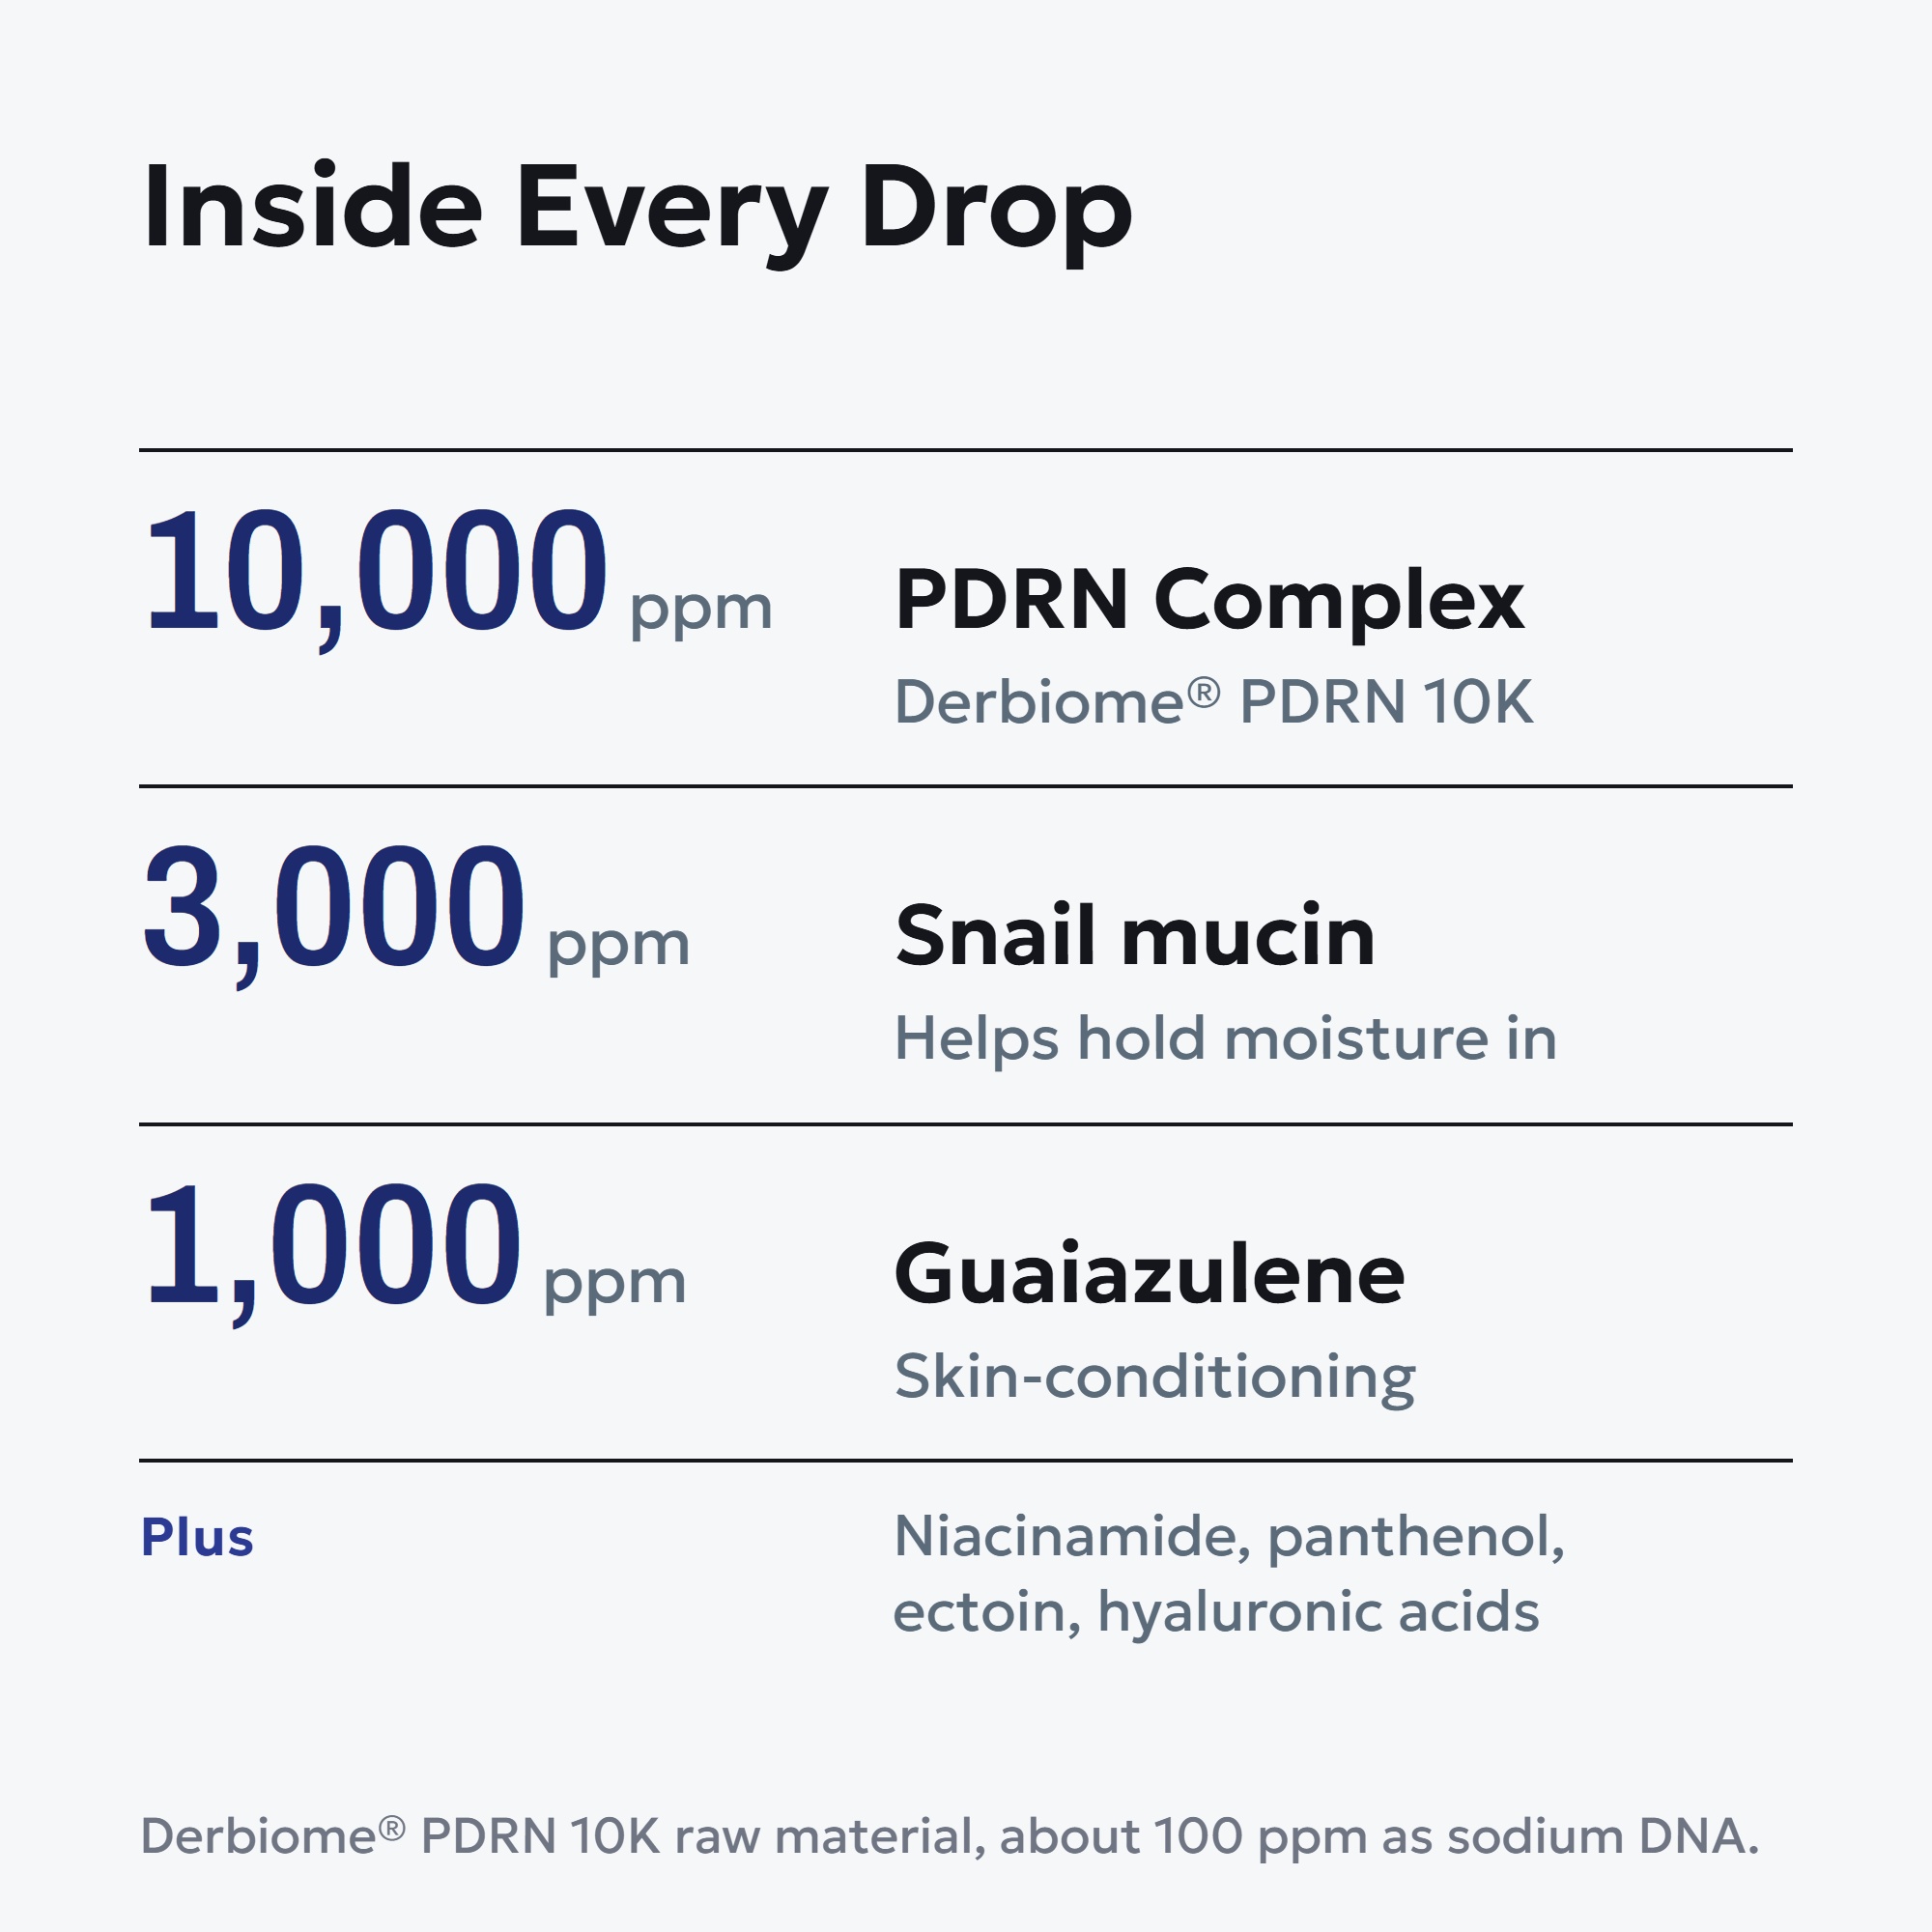 Inside Every Drop
10,000 ppm
PDRN Complex
Derbiome® PDRN 10K
3,000 ppm
Snail mucin
Helps hold moisture in
1,000 ppm
Guaiazulene
Skin-conditioning
Plus
Niacinamide, panthenol,
ectoin, hyaluronic acids
Derbiome® PDRN 10K raw material, about 100 ppm as sodium DNA.